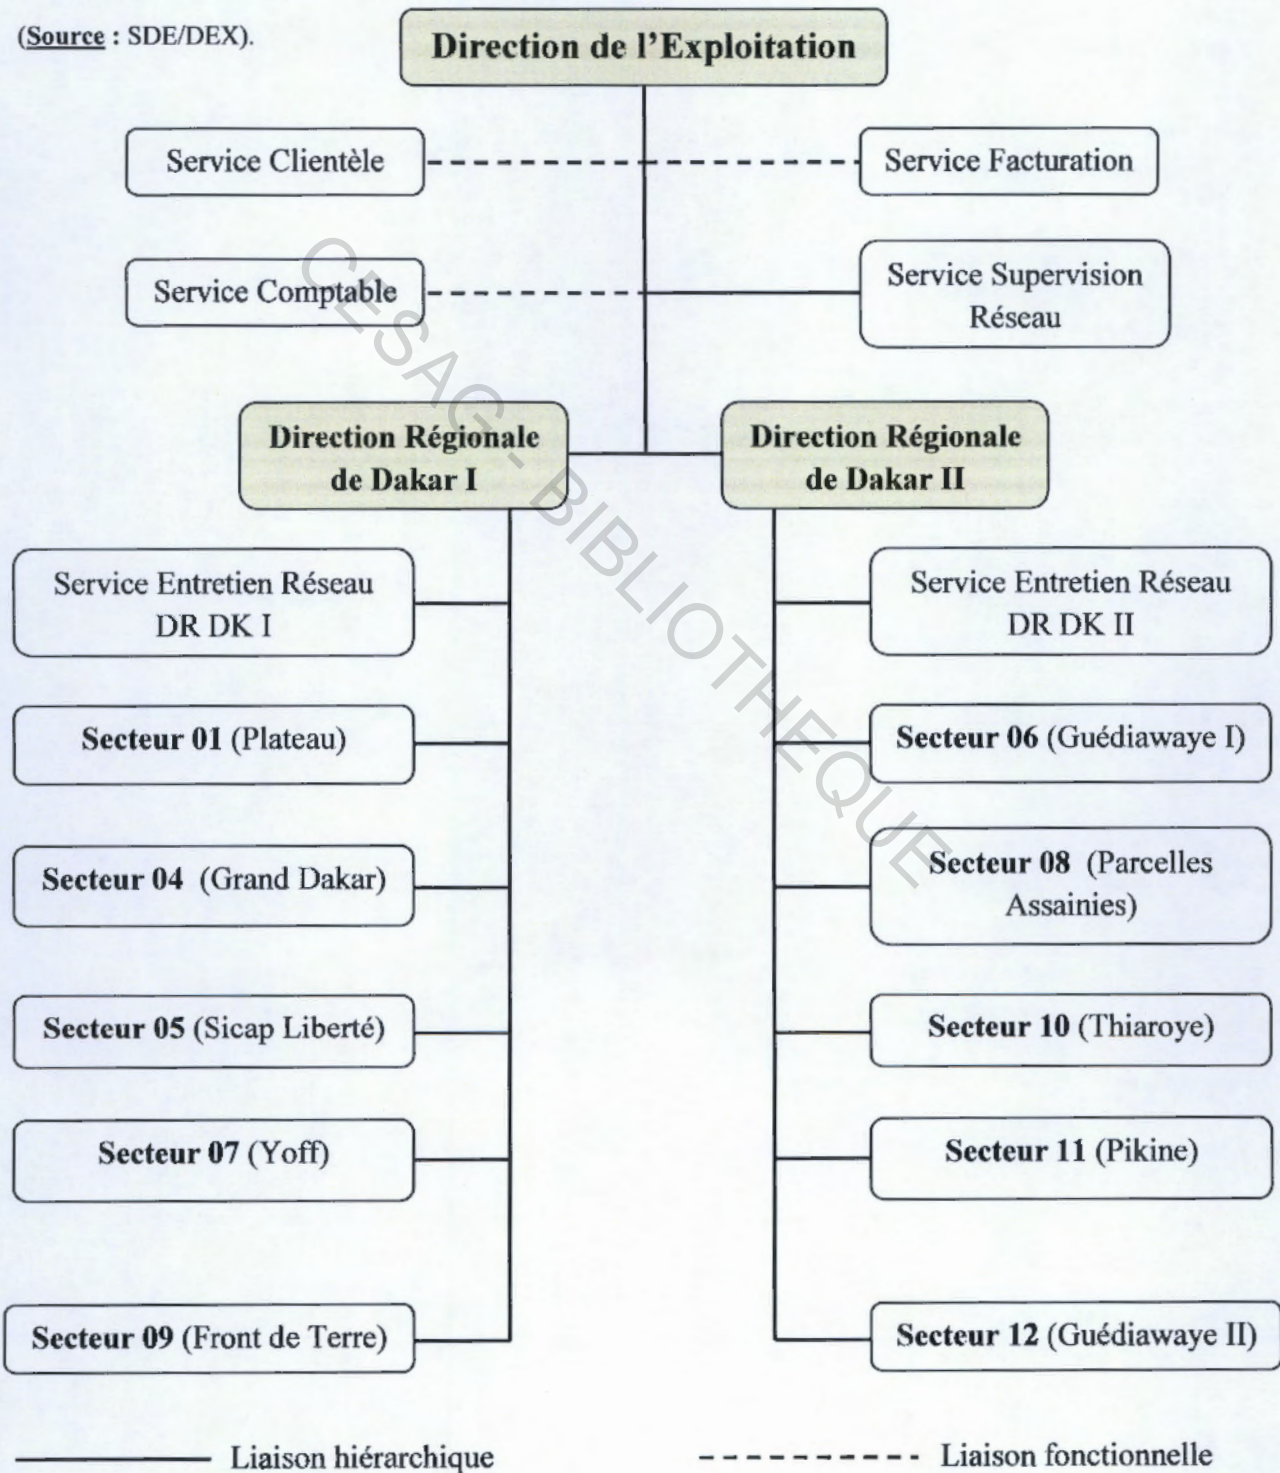 (Source : SDE/DEX).
Direction de l'Exploitation
Service Clientèle
Service Facturation
Service Comptable
Service Supervision
Réseau
Direction Régionale
de Dakar I
Direction Régionale
de Dakar II
Service Entretien Réseau
DR DK I
Service Entretien Réseau
DR DK II
Secteur 01 (Plateau)
Secteur 06 (Guédiawaye I)
Secteur 04 (Grand Dakar)
Secteur 08 (Parcelles
Assainies)
Secteur 05 (Sicap Liberté)
Secteur 10 (Thiaroye)
Secteur 07 (Yoff)
Secteur 11 (Pikine)
Secteur 09 (Front de Terre)
Secteur 12 (Guédiawaye II)
Liaison hiérarchique
Liaison fonctionnelle
CESAG - BIBLIOTHEQUE